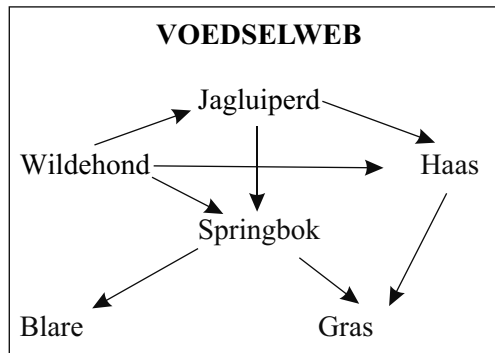 VOEDSELWEB
Jagluiperd
Wildehond
Haas
Springbok
Blare
Gras